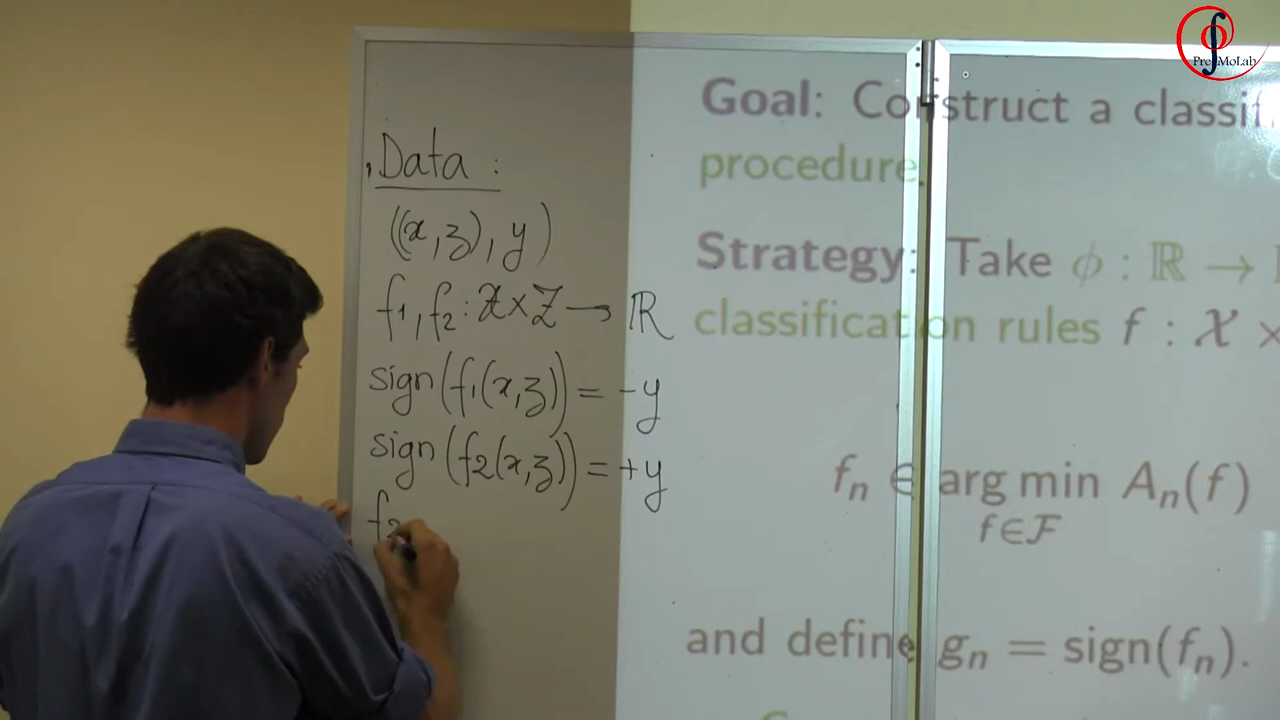 PreMoLab
Data :
((x,z), y)
f1, f2 : X × Z → ℝ
sign(f1(x,z)) = -y
sign(f2(x,z)) = +y
f2
Goal: Construct a
procedure.
Strategy: Take ϕ : ℝ →
classification rules f : X ×
fn ∈ arg min An(f)
f∈F
and define gn = sign(fn).